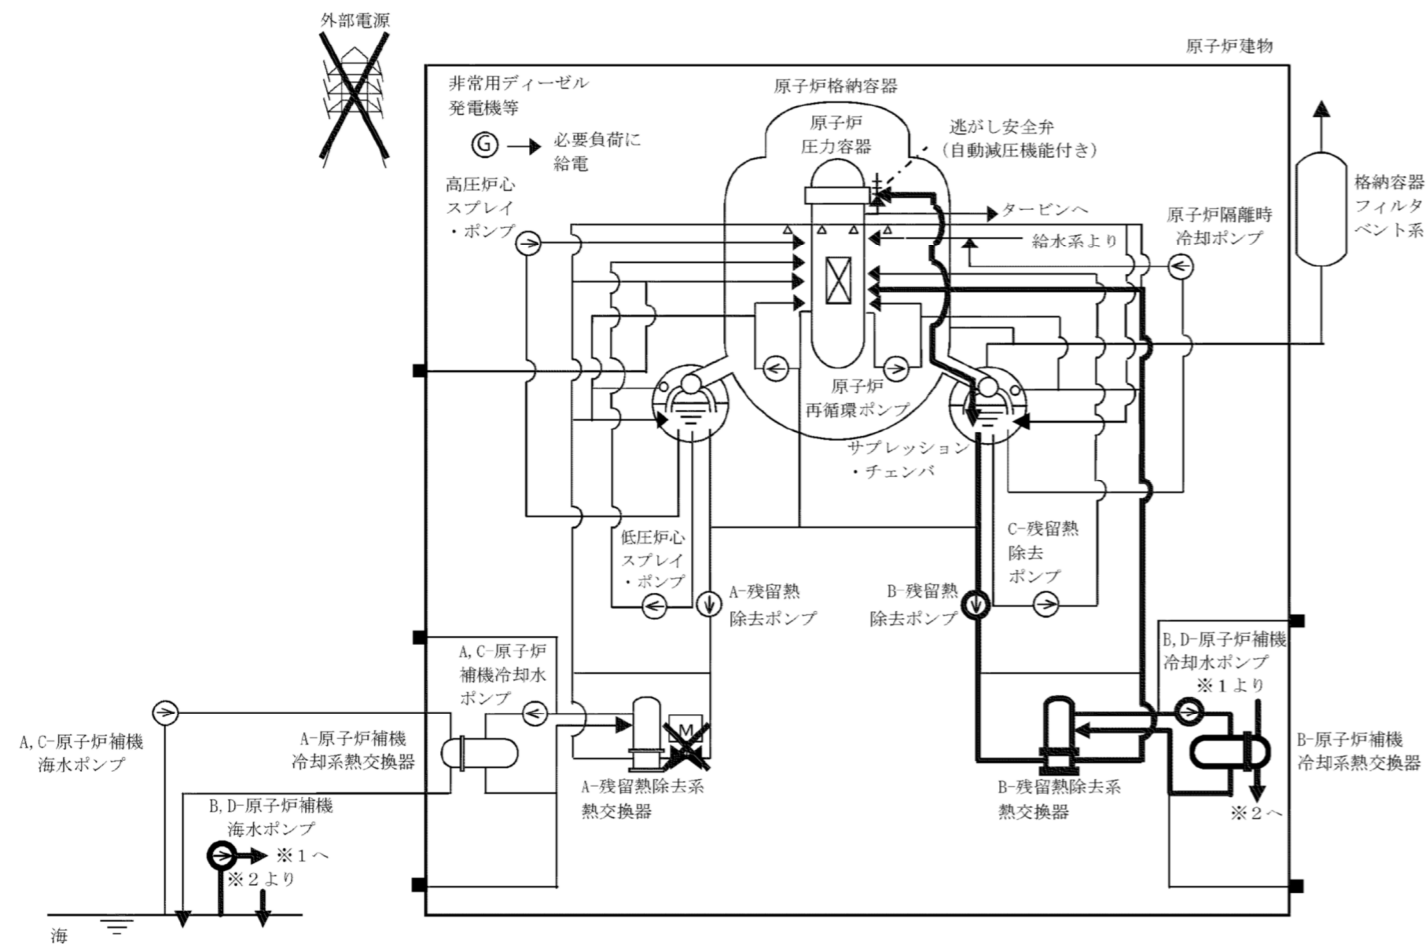 外部電源
原子炉建物
非常用ディーゼル
発電機等
G
必要負荷に
給電
高圧炉心
スプレイ
・ポンプ
原子炉格納容器
原子炉
圧力容器
逃がし安全弁
(自動減圧機能付き)
タービンへ
給水系より
原子炉隔離時
冷却ポンプ
格納容器
フィルタ
ベント系
原子炉
再循環ポンプ
サプレッション
・チェンバ
低圧炉心
スプレイ
・ポンプ
A-残留熱
除去ポンプ
B-残留熱
除去ポンプ
C-残留熱
除去
ポンプ
A,C-原子炉
補機冷却水
ポンプ
B,D-原子炉補機
冷却水ポンプ
※1より
A,C-原子炉補機
海水ポンプ
A-原子炉補機
冷却系熱交換器
M
A-残留熱除去系
熱交換器
B-残留熱除去系
熱交換器
B-原子炉補機
冷却系熱交換器
※2へ
B,D-原子炉補機
海水ポンプ
※1へ
※2より
海